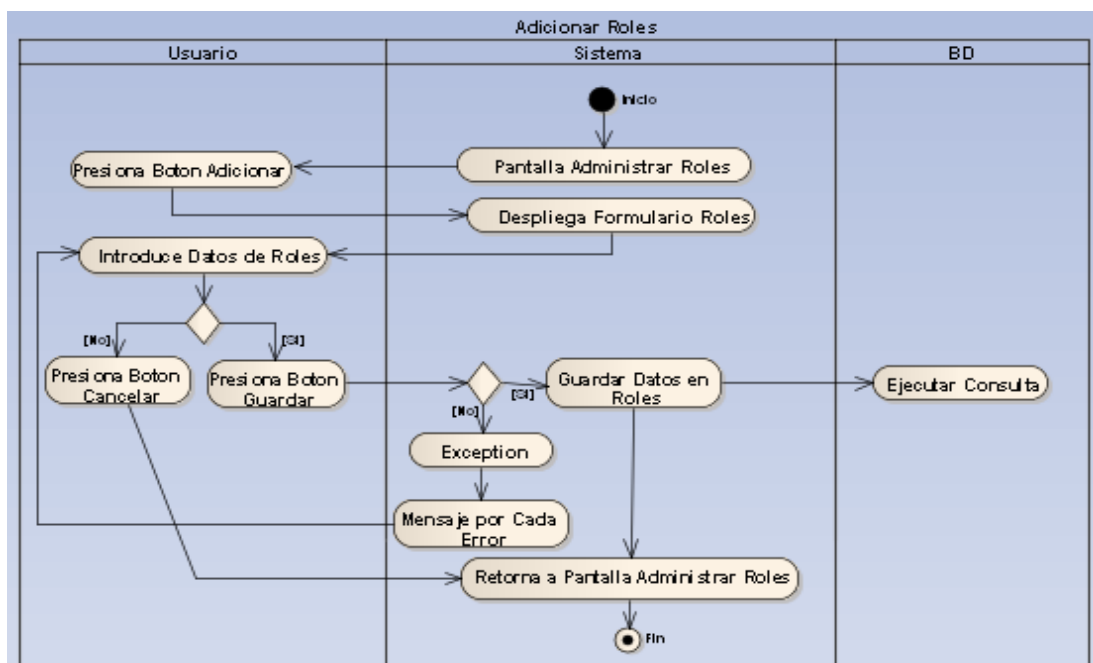 Adicionar Roles
Usuario
Sistema
BD
Inicio
Presiona Boton Adicionar
Pantalla Administrar Roles
Despliega Formulario Roles
Introduce Datos de Roles
[No]
[SI]
Presiona Boton
Cancelar
Presiona Boton
Guardar
[SI]
Guardar Datos en
Roles
Ejecutar Consulta
[No]
Exception
Mensaje por Cada
Error
Retorna a Pantalla Administrar Roles
Fin